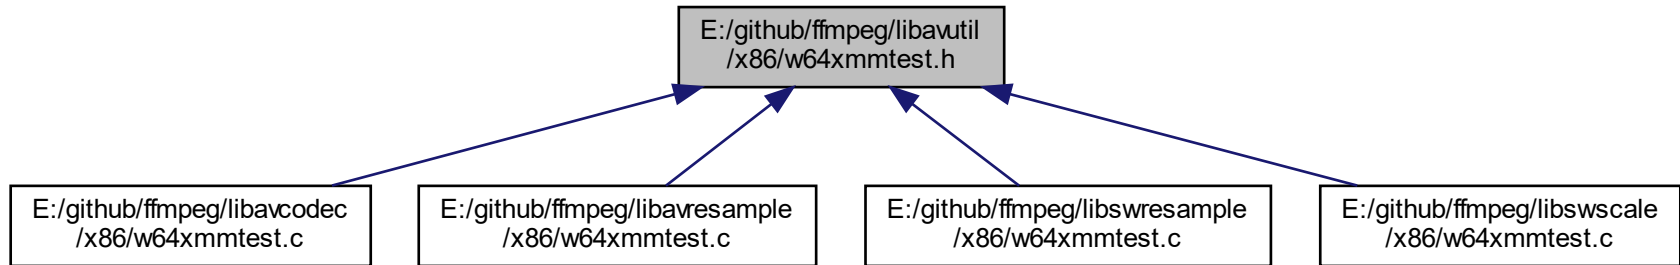 E:/github/ffmpeg/libavutil
/x86/w64xmmtest.h
E:/github/ffmpeg/libavcodec
/x86/w64xmmtest.c
E:/github/ffmpeg/libavresample
/x86/w64xmmtest.c
E:/github/ffmpeg/libswresample
/x86/w64xmmtest.c
E:/github/ffmpeg/libswscale
/x86/w64xmmtest.c